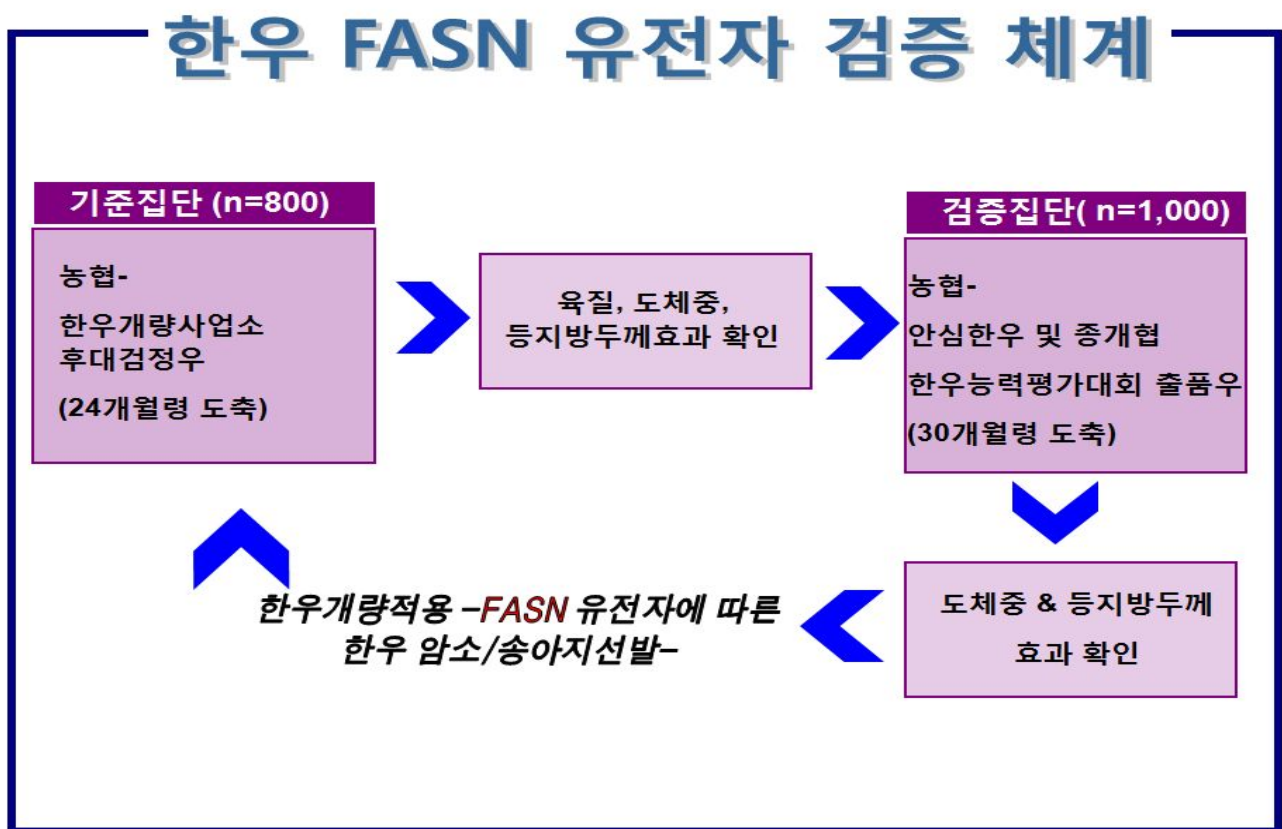 한우 FASN 유전자 검증 체계
기준집단 (n=800)
농협-
한우개량사업소
후대검정우
(24개월령 도축)
육질, 도체중,
등지방두께효과 확인
검증집단( n=1,000)
농협-
안심한우 및 종개협
한우능력평가대회 출품우
(30개월령 도축)
도체중 & 등지방두께
효과 확인
한우개량적용 –FASN 유전자에 따른
한우 암소/송아지선발–